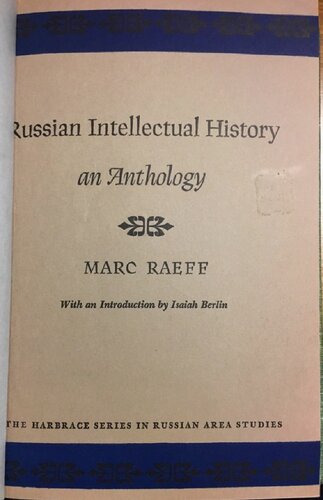 Russian Intellectual History
an Anthology
MARC RAEFF
With an Introduction by Isaiah Berlin
THE HARBRACE SERIES IN RUSSIAN AREA STUDIES